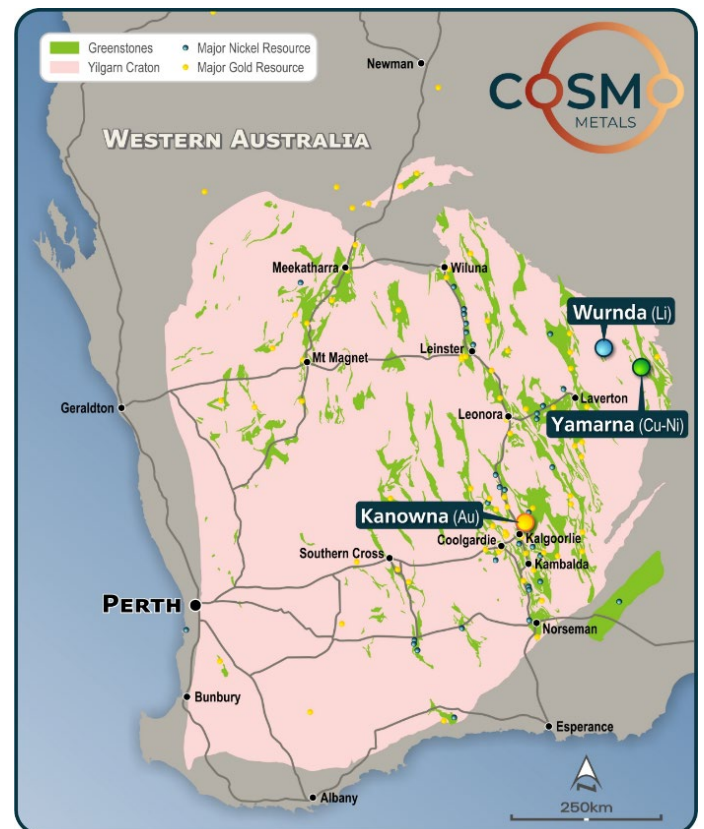 Greenstones
Major Nickel Resource
Yilgarn Craton
Major Gold Resource
Newman
COSMO
METALS
WESTERN AUSTRALIA
Meekatharra
Wiluna
Wurnda (Li)
Leinster
Mt Magnet
Laverton
Geraldton
Leonora
Yamarna (Cu-Ni)
Kanowna (Au)
Kalgoorlie
Coolgardie
Southern Cross
Kambalda
PERTH
Norseman
Bunbury
Esperance
N
250km
Albany